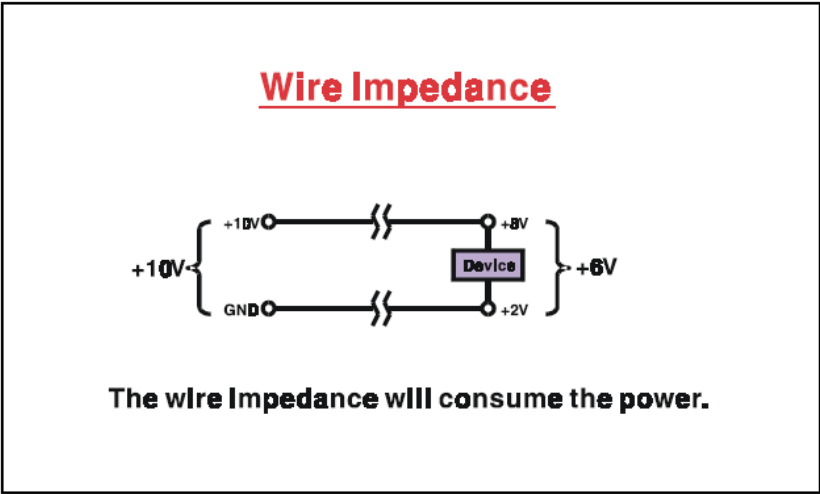 Wire Impedance
+10V
+8V
+10V
Device
+6V
GND
+2V
The wire Impedance will consume the power.